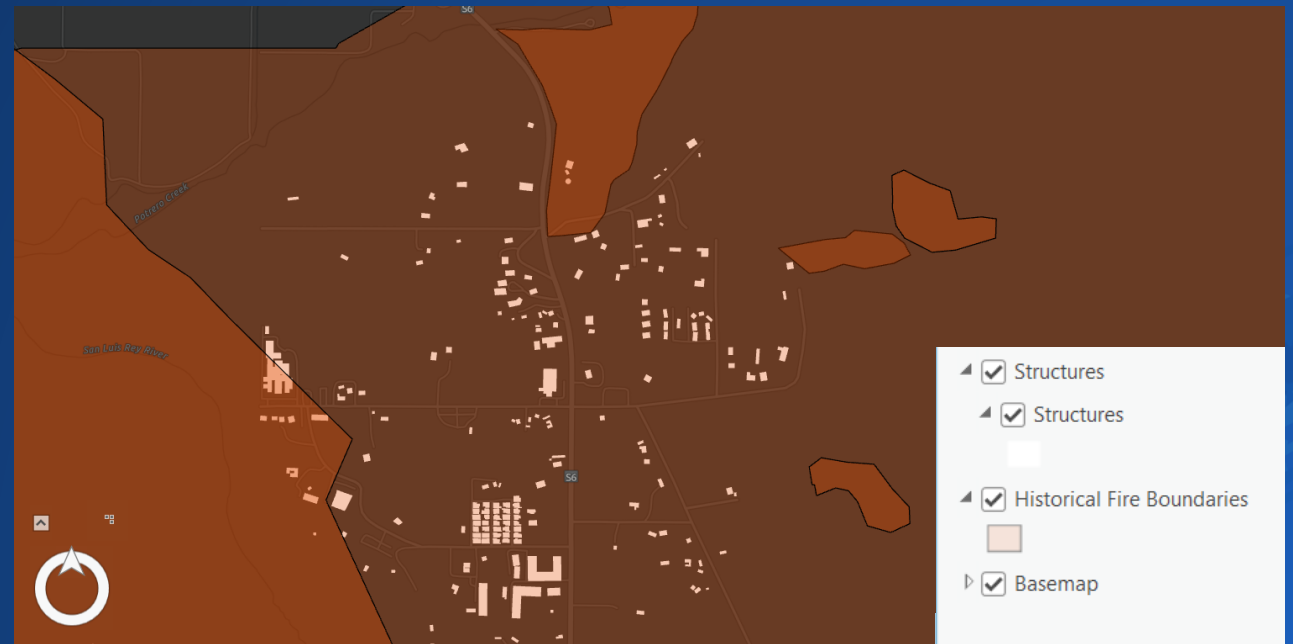 S6
Potrero Creek
San Luis Rey River
S6
Structures
Structures
Historical Fire Boundaries
Basemap